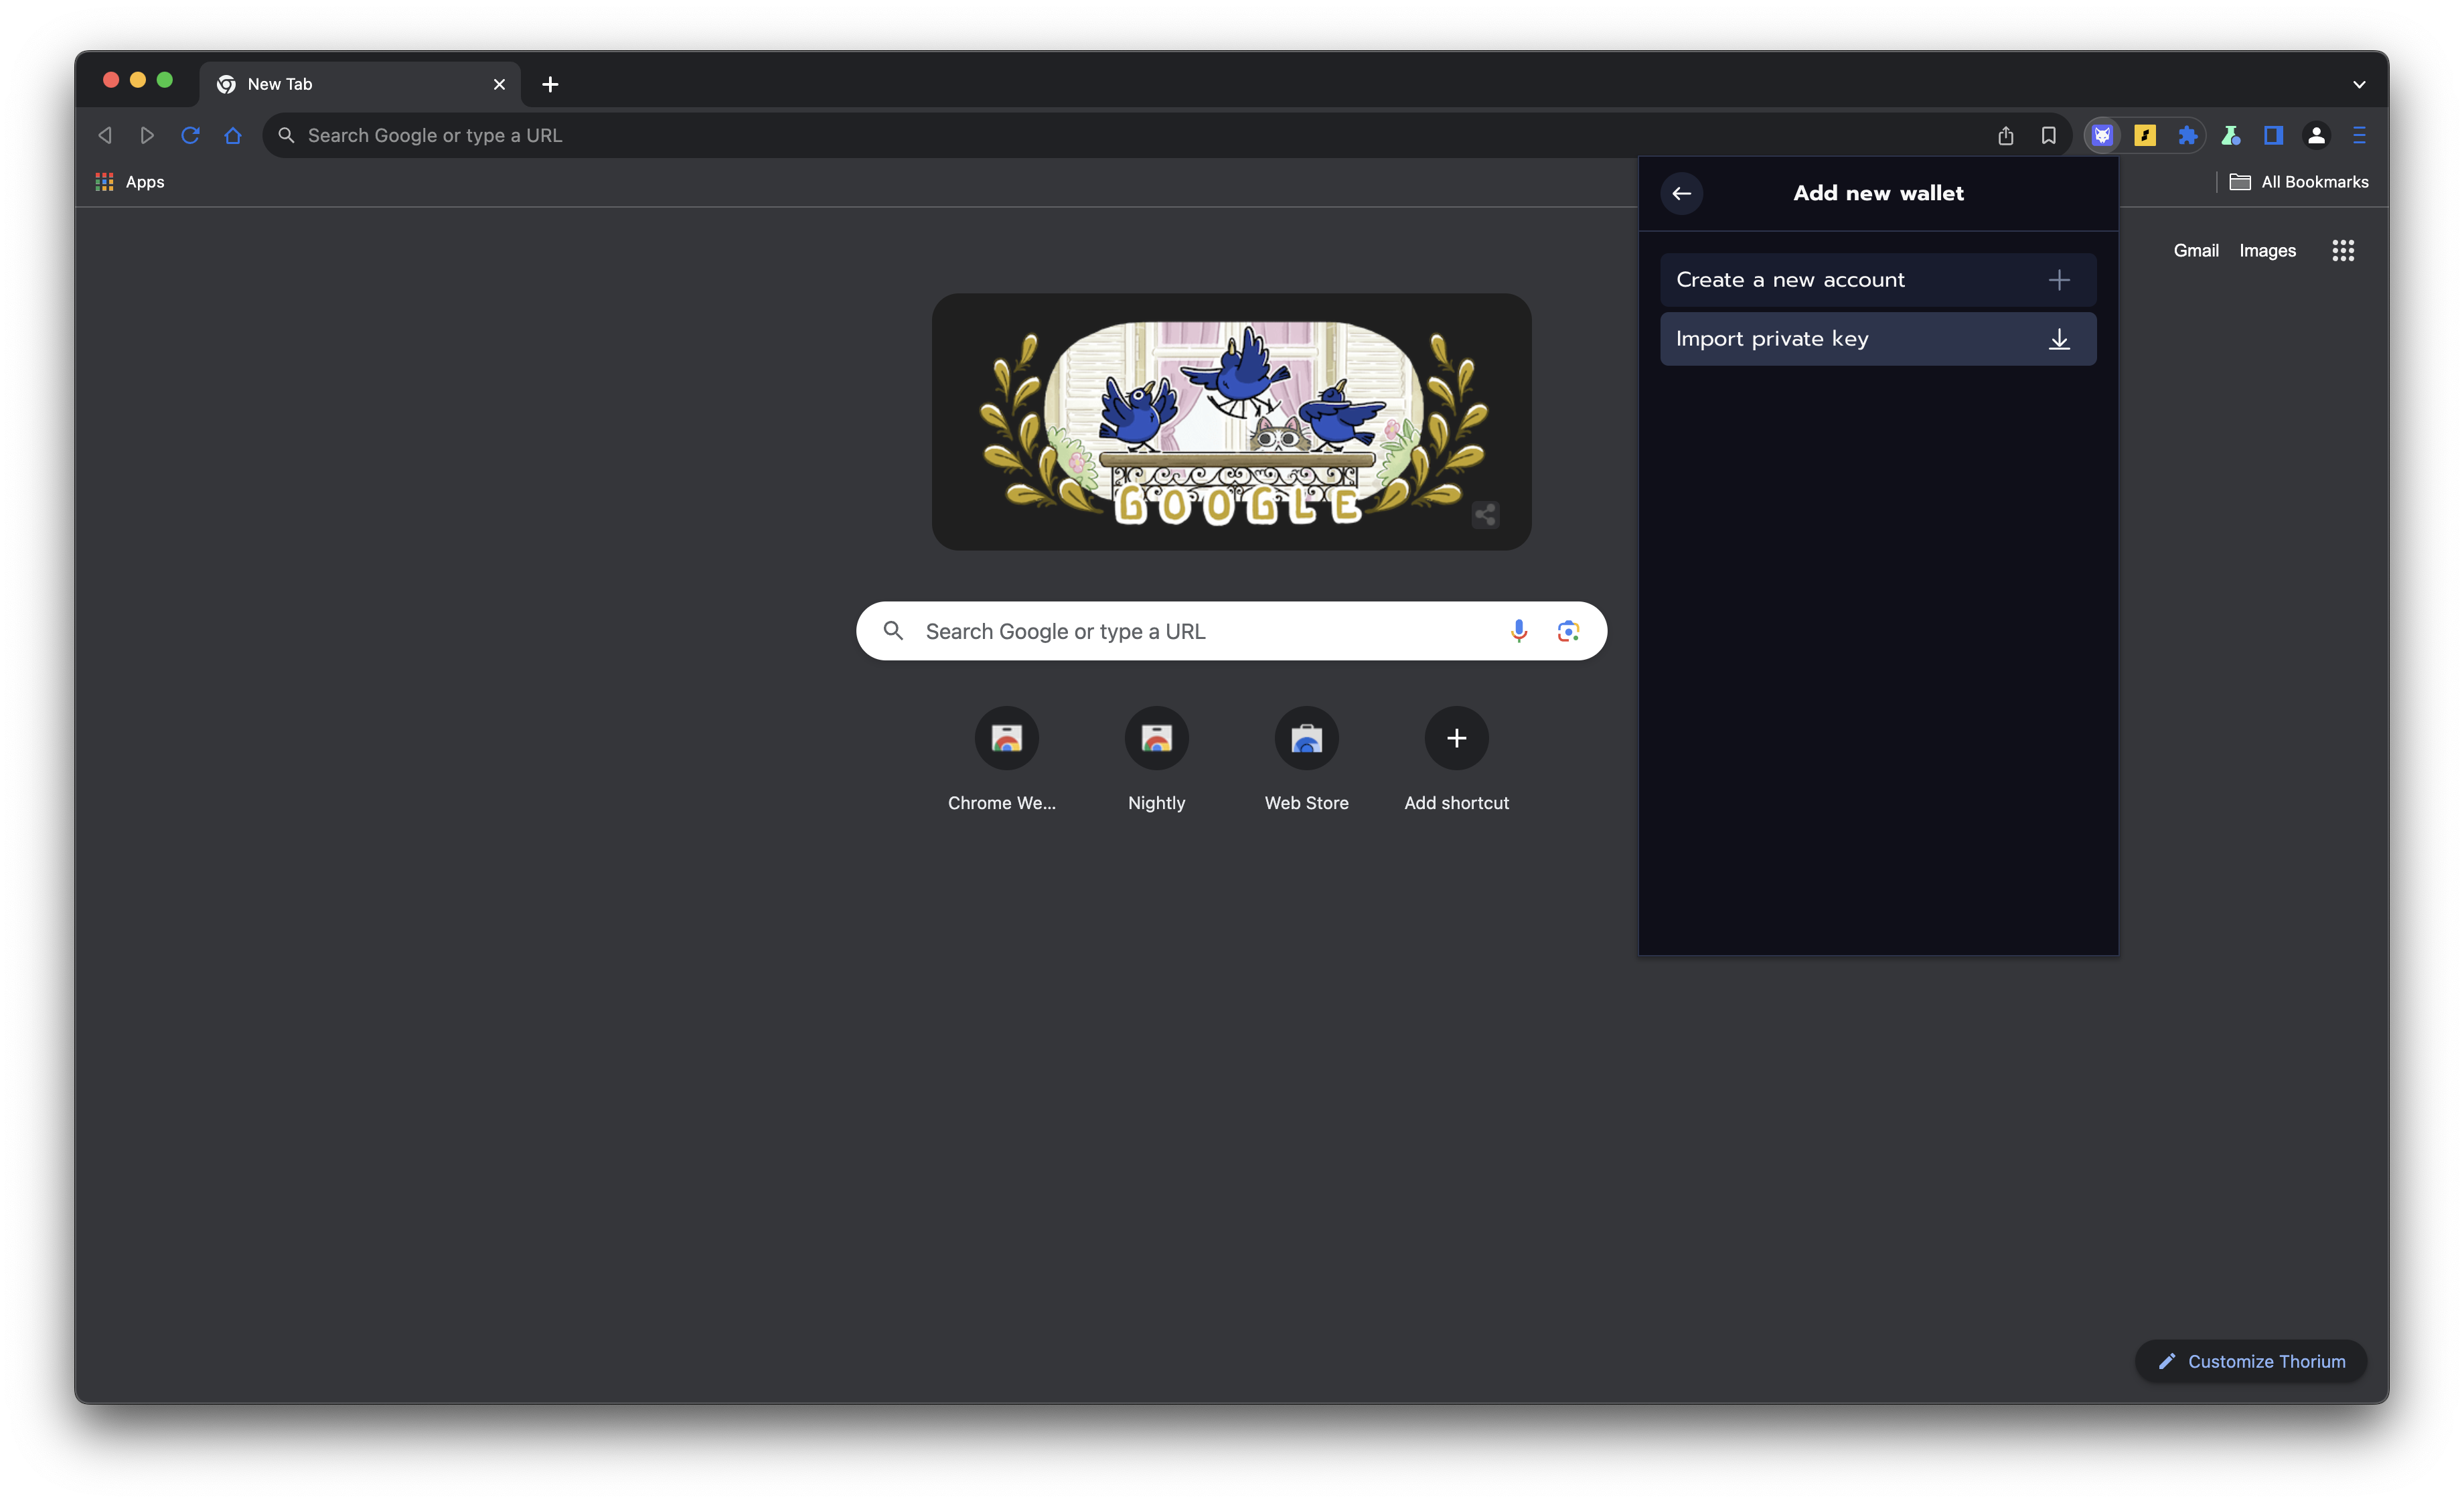 New Tab
Search Google or type a URL
Apps
All Bookmarks
Add new wallet
Gmail Images
Create a new account
Import private key
GOOGLE
Search Google or type a URL
Chrome We...
Nightly
Web Store
Add shortcut
Customize Thorium